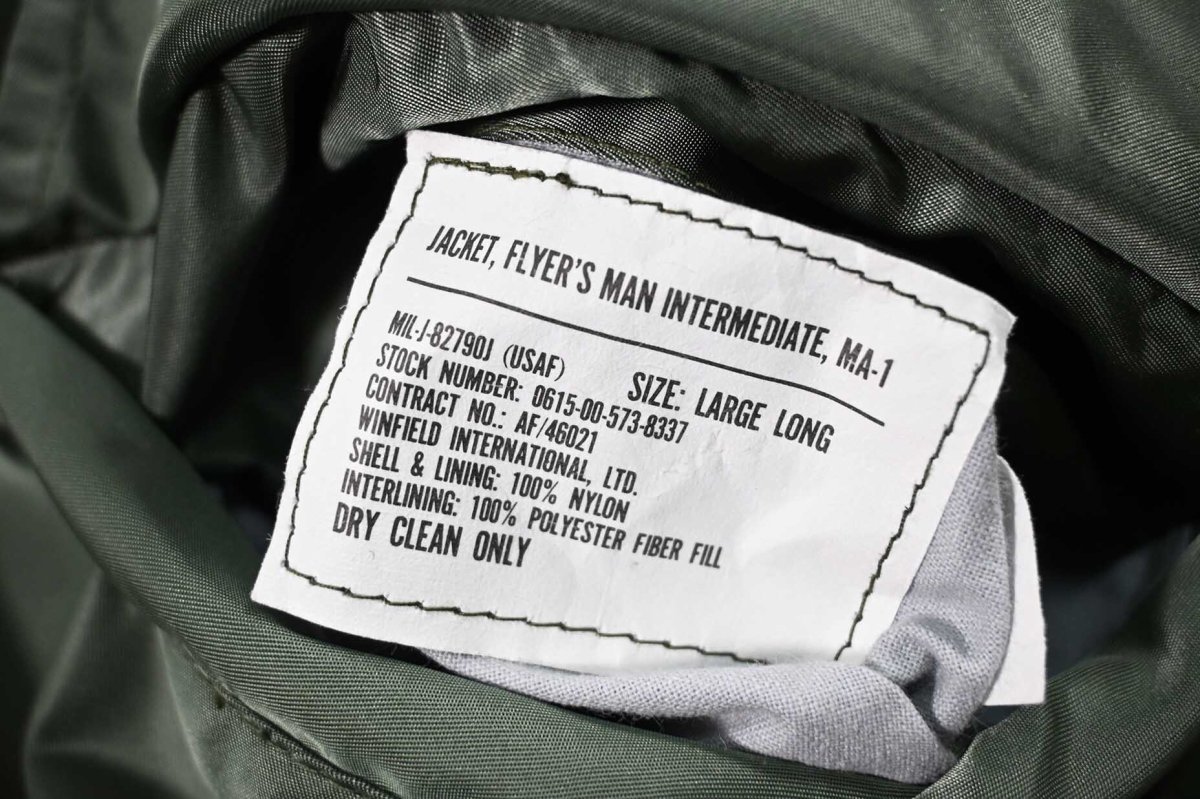 JACKET, FLYER'S MAN INTERMEDIATE, MA-1
MIL-J-82790J (USAF)
SIZE: LARGE LONG
STOCK NUMBER: 0615-00-573-8337
CONTRACT NO.: AF/46021
WINFIELD INTERNATIONAL, LTD.
SHELL & LINING: 100% NYLON
INTERLINING: 100% POLYESTER FIBER FILL
DRY CLEAN ONLY